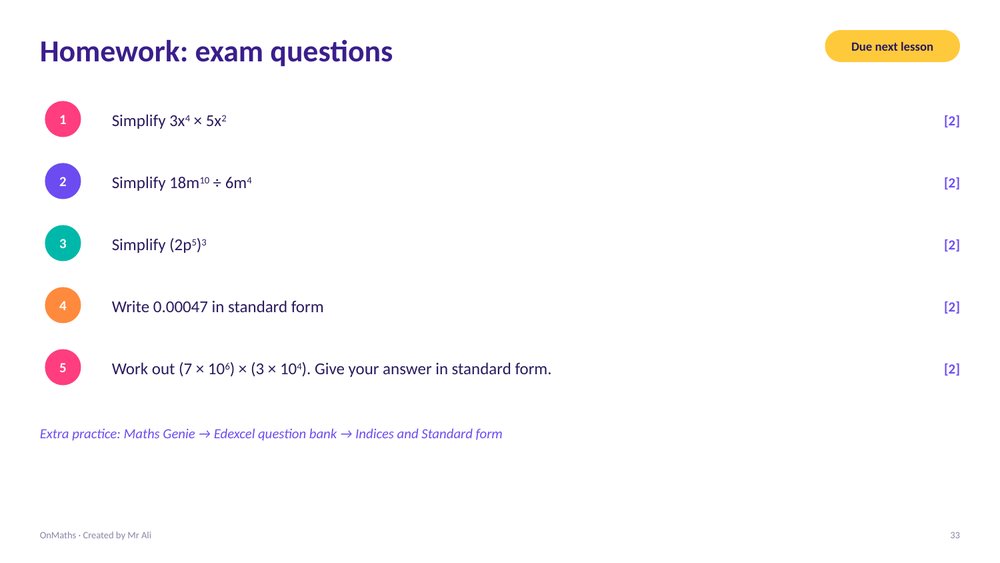 Homework: exam questions
Due next lesson
1 Simplify 3x⁴ × 5x² [2]
2 Simplify 18m¹⁰ ÷ 6m⁴ [2]
3 Simplify (2p⁵)³ [2]
4 Write 0.00047 in standard form [2]
5 Work out (7 × 10⁶) × (3 × 10⁴). Give your answer in standard form. [2]
Extra practice: Maths Genie → Edexcel question bank → Indices and Standard form
OnMaths · Created by Mr Ali 33